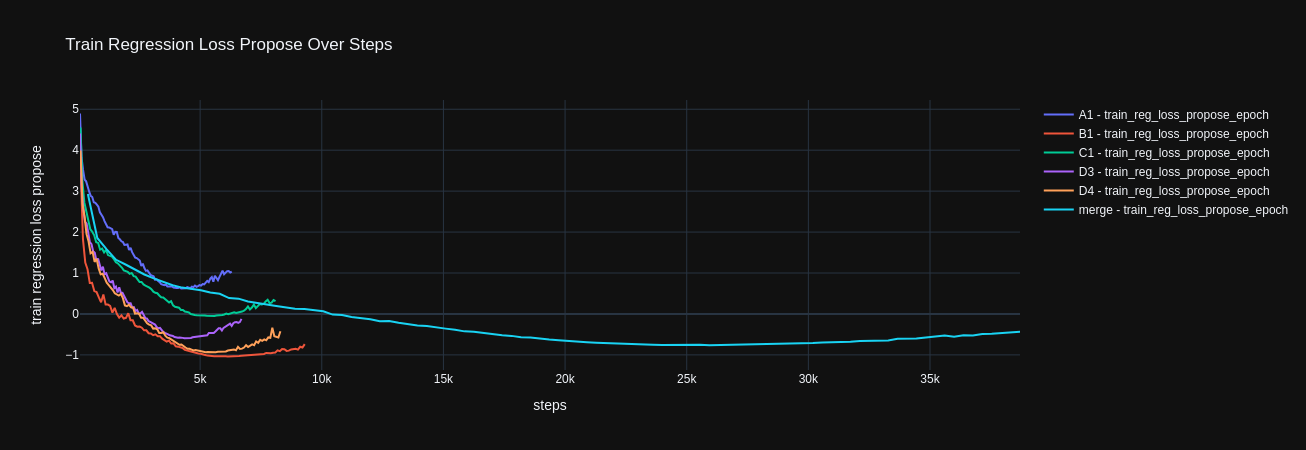 Train Regression Loss Propose Over Steps
train regression loss propose
5
4
3
2
1
0
−1
5k
10k
15k
20k
25k
30k
35k
steps
A1 - train_reg_loss_propose_epoch
B1 - train_reg_loss_propose_epoch
C1 - train_reg_loss_propose_epoch
D3 - train_reg_loss_propose_epoch
D4 - train_reg_loss_propose_epoch
merge - train_reg_loss_propose_epoch